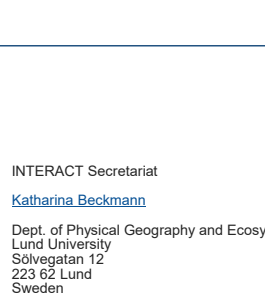 INTERACT Secretariat
Katharina Beckmann
Dept. of Physical Geography and Ecosy
Lund University
Sölvegatan 12
223 62 Lund
Sweden